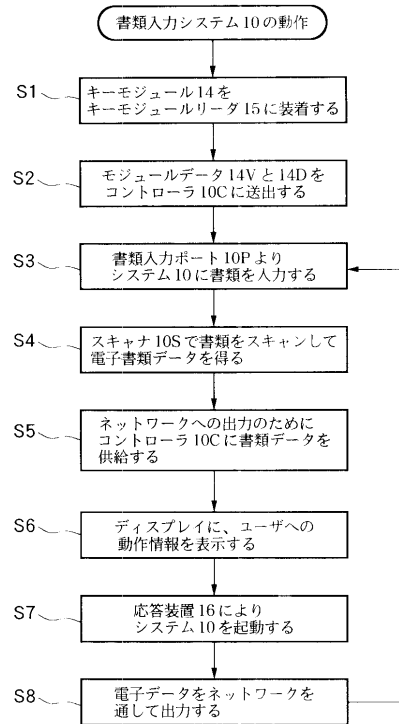 書類入力システム10の動作
S1
キーモジュール14を
キーモジュールリーダ15に装着する
S2
モジュールデータ14Vと14Dを
コントローラ10Cに送出する
S3
書類入力ポート10Pより
システム10に書類を入力する
S4
スキャナ10Sで書類をスキャンして
電子書類データを得る
S5
ネットワークへの出力のために
コントローラ10Cに書類データを
供給する
S6
ディスプレイに、ユーザへの
動作情報を表示する
S7
応答装置16により
システム10を起動する
S8
電子データをネットワークを
通して出力する